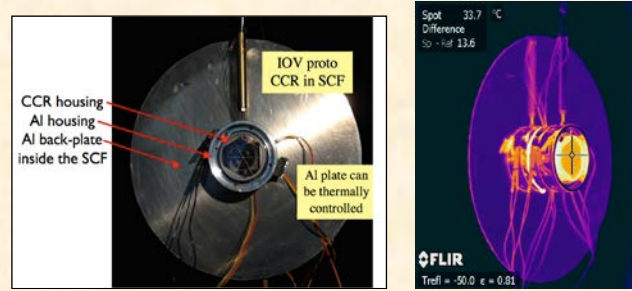 IOV proto
CCR in SCF
CCR housing
Al housing
Al back-plate
inside the SCF
Al plate can
be thermally
controlled
Spot 33.7 °C
Difference
Sp - Ref 13.6
FLIR
Trefl = -50.0 ε = 0.81